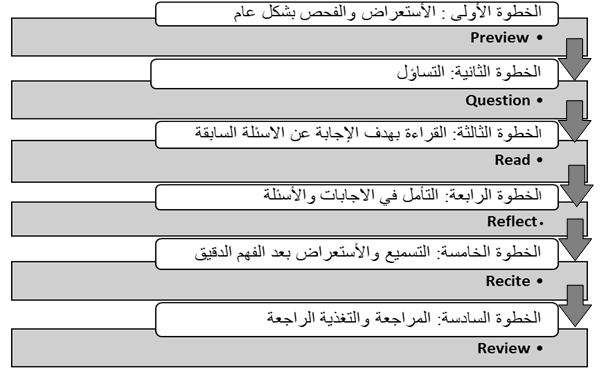 الخطوة الأولى : الأستعراض والفحص بشكل عام
Preview •
الخطوة الثانية: التساؤل
Question •
الخطوة الثالثة: القراءة بهدف الإجابة عن الاسئلة السابقة
Read •
الخطوة الرابعة: التأمل في الاجابات والأسئلة
Reflect•
الخطوة الخامسة: التسميع والأستعراض بعد الفهم الدقيق
Recite •
الخطوة السادسة: المراجعة والتغذية الراجعة
Review •